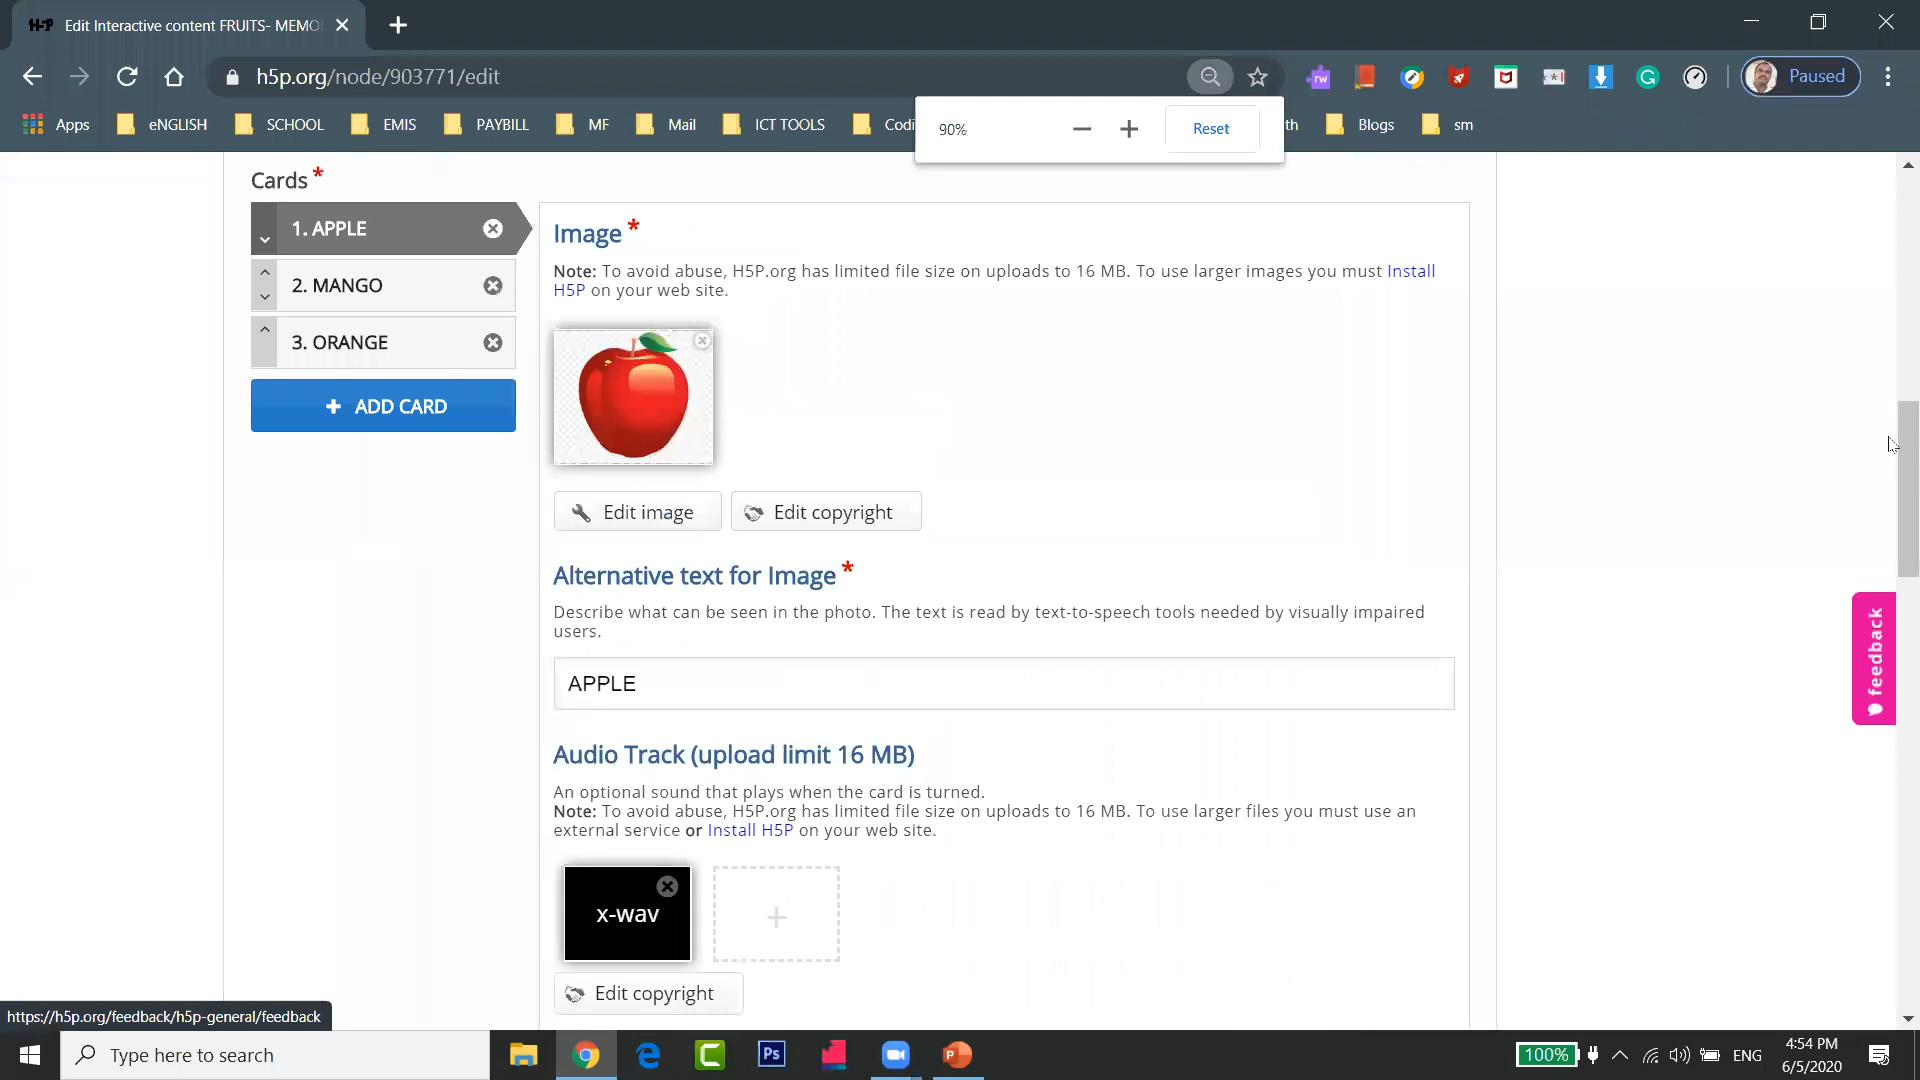 H-P Edit Interactive content FRUITS- MEMO
h5p.org/node/903771/edit
rw
Paused
Apps eNGLISH SCHOOL EMIS PAYBILL MF Mail ICT TOOLS Codi th Blogs sm
90% Reset
Cards *
1. APPLE
2. MANGO
3. ORANGE
+ ADD CARD
Image *
Note: To avoid abuse, H5P.org has limited file size on uploads to 16 MB. To use larger images you must Install
H5P on your web site.
Edit image Edit copyright
Alternative text for Image *
Describe what can be seen in the photo. The text is read by text-to-speech tools needed by visually impaired
users.
APPLE
Audio Track (upload limit 16 MB)
An optional sound that plays when the card is turned.
Note: To avoid abuse, H5P.org has limited file size on uploads to 16 MB. To use larger files you must use an
external service or Install H5P on your web site.
x-wav
+
Edit copyright
feedback
https://h5p.org/feedback/h5p-general/feedback
Type here to search
Ps
100% ENG
4:54 PM
6/5/2020